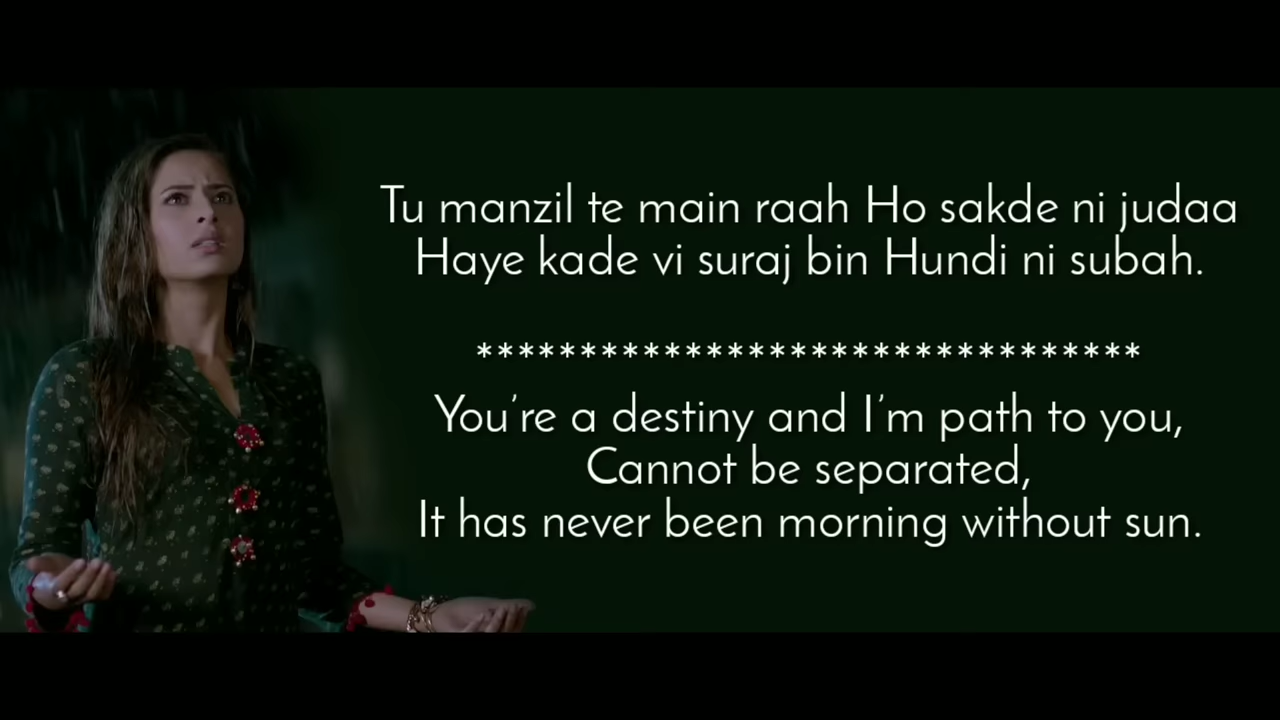 Tu manzil te main raah Ho sakde ni judaa
Haye kade vi suraj bin Hundi ni subah.
********************************
You're a destiny and I'm path to you,
Cannot be separated,
It has never been morning without sun.